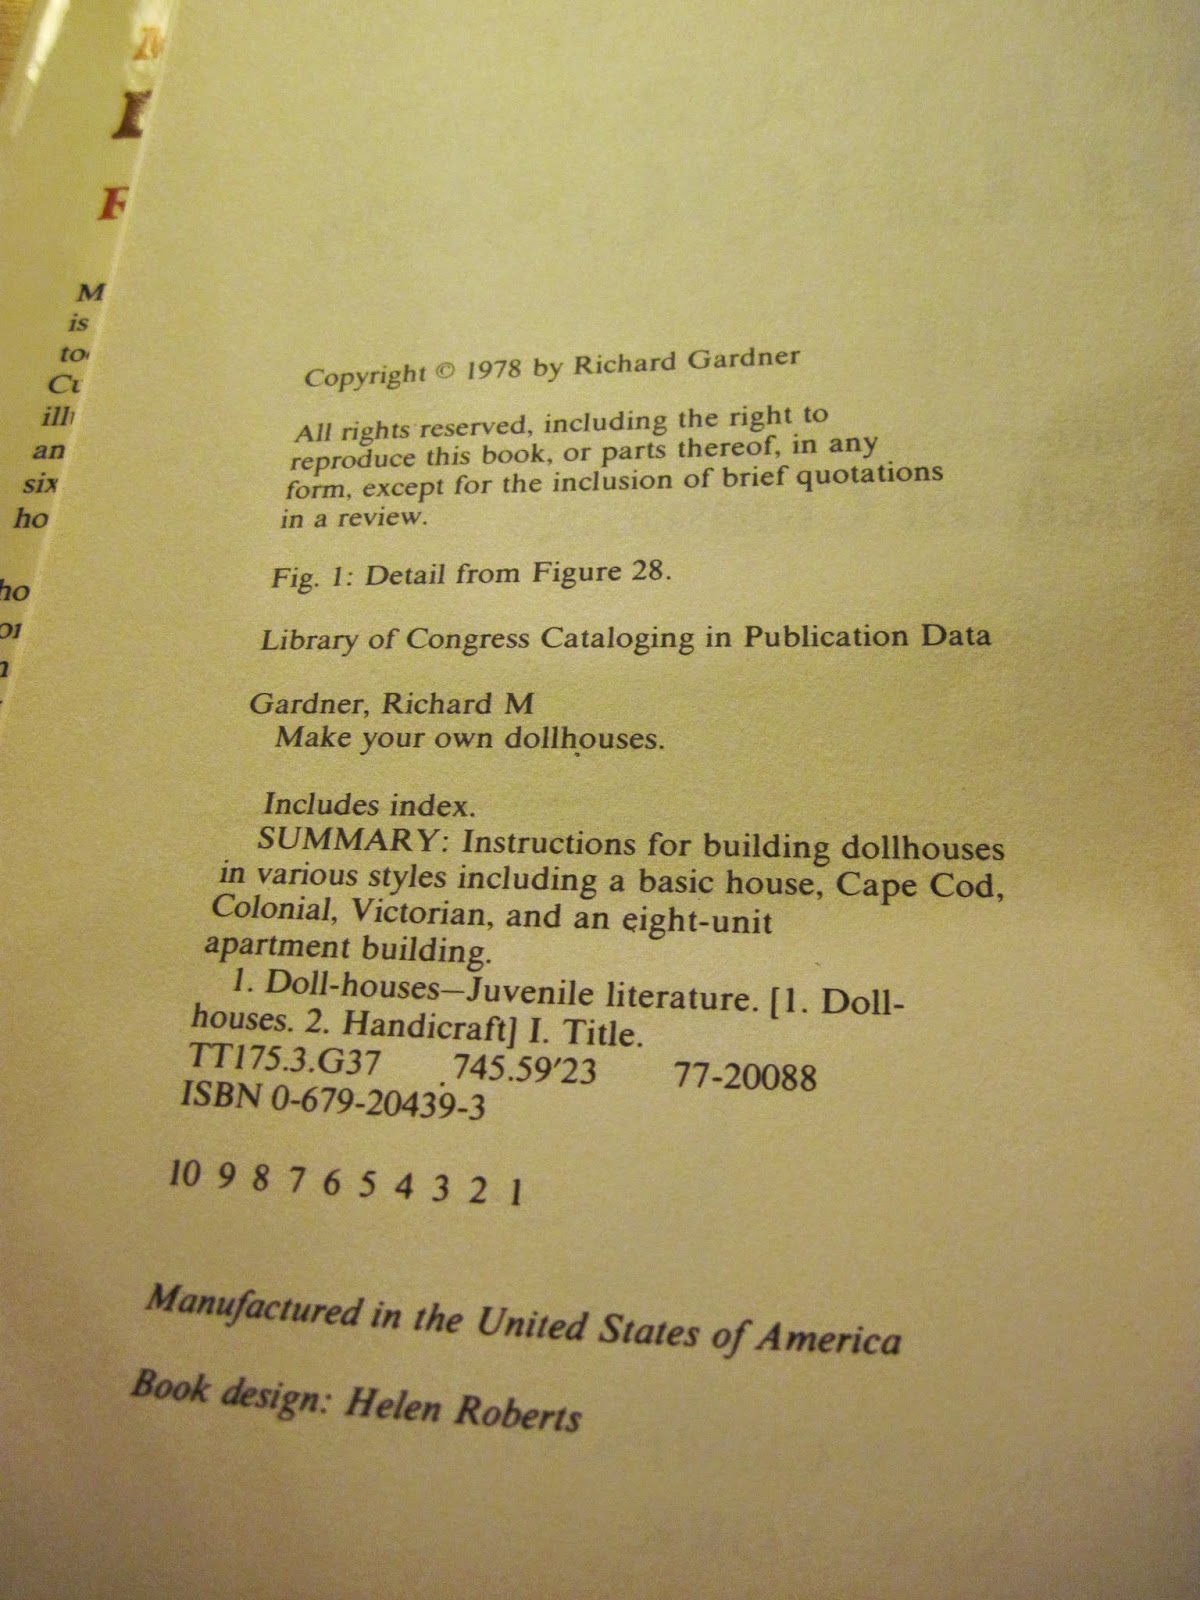 M
F
M
is
an
six
ho
ho
Copyright © 1978 by Richard Gardner
All rights reserved, including the right to
reproduce this book, or parts thereof, in any
form, except for the inclusion of brief quotations
in a review.
Fig. 1: Detail from Figure 28.
Library of Congress Cataloging in Publication Data
Gardner, Richard M
Make your own dollhouses.
Includes index.
SUMMARY: Instructions for building dollhouses
in various styles including a basic house, Cape Cod,
Colonial, Victorian, and an eight-unit
apartment building.
1. Doll-houses—Juvenile literature. [1. Doll-
houses. 2. Handicraft] I. Title.
TT175.3.G37 745.59'23 77-20088
ISBN 0-679-20439-3
10 9 8 7 6 5 4 3 2 1
Manufactured in the United States of America
Book design: Helen Roberts